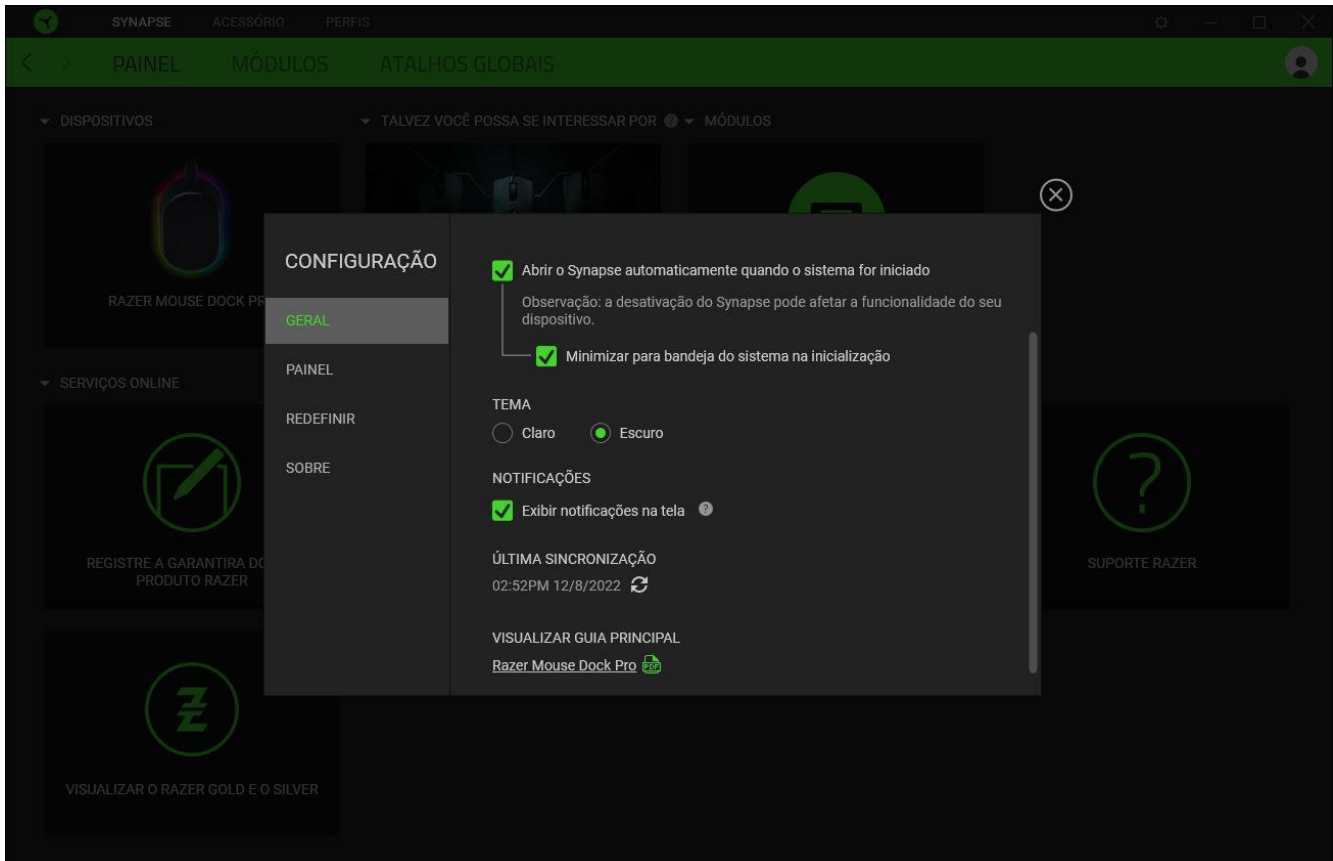 SYNAPSE ACESSÓRIO PERFIS
PAINEL MÓDULOS ATALHOS GLOBAIS
DISPOSITIVOS
TALVEZ VOCÊ POSSA SE INTERESSAR POR ?
MÓDULOS
RAZER MOUSE DOCK PR
SERVIÇOS ONLINE
REGISTRE A GARANTIRA DO
PRODUTO RAZER
SUPORTE RAZER
VISUALIZAR O RAZER GOLD E O SILVER
CONFIGURAÇÃO
GERAL
PAINEL
REDEFINIR
SOBRE
Abrir o Synapse automaticamente quando o sistema for iniciado
Observação: a desativação do Synapse pode afetar a funcionalidade do seu
dispositivo.
Minimizar para bandeja do sistema na inicialização
TEMA
Claro Escuro
NOTIFICAÇÕES
Exibir notificações na tela ?
ÚLTIMA SINCRONIZAÇÃO
02:52PM 12/8/2022
VISUALIZAR GUIA PRINCIPAL
Razer Mouse Dock Pro PDF